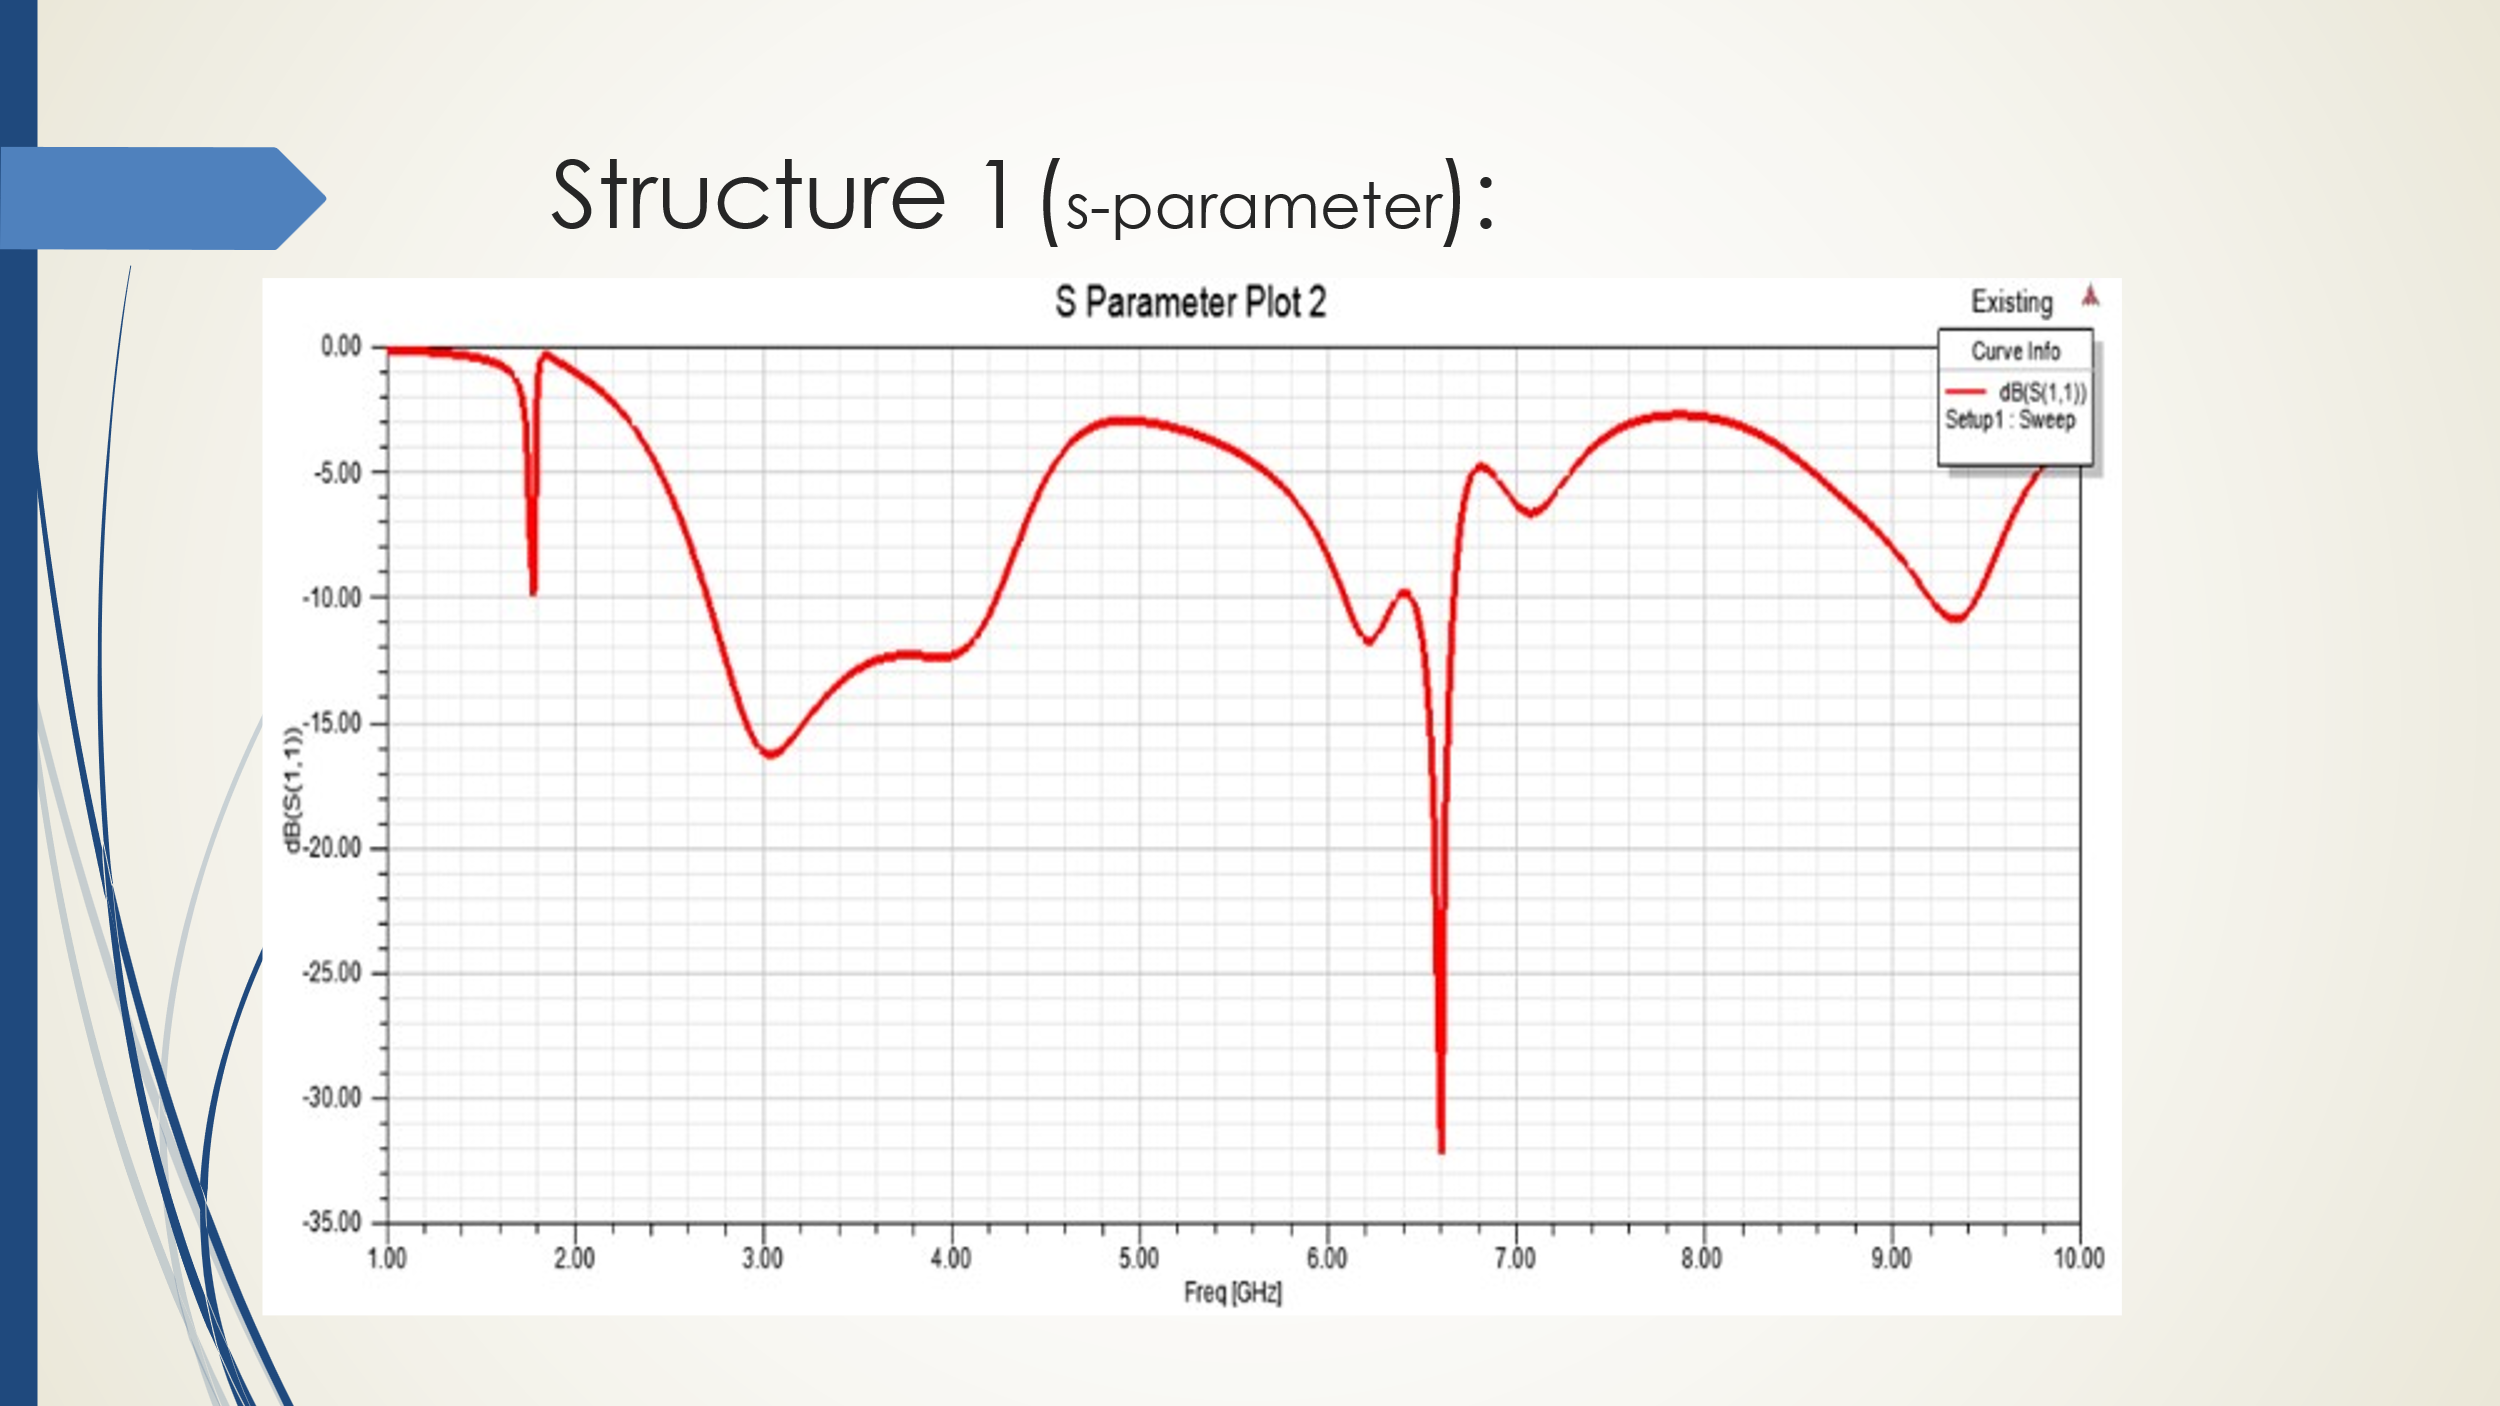 Structure 1 (s-parameter):
S Parameter Plot 2
Existing
Curve Info
dB(S(1,1))
Setup1 : Sweep
0.00
-5.00
-10.00
-15.00
-20.00
-25.00
-30.00
-35.00
dB(S(1,1))
1.00 2.00 3.00 4.00 5.00 6.00 7.00 8.00 9.00 10.00
Freq [GHz]